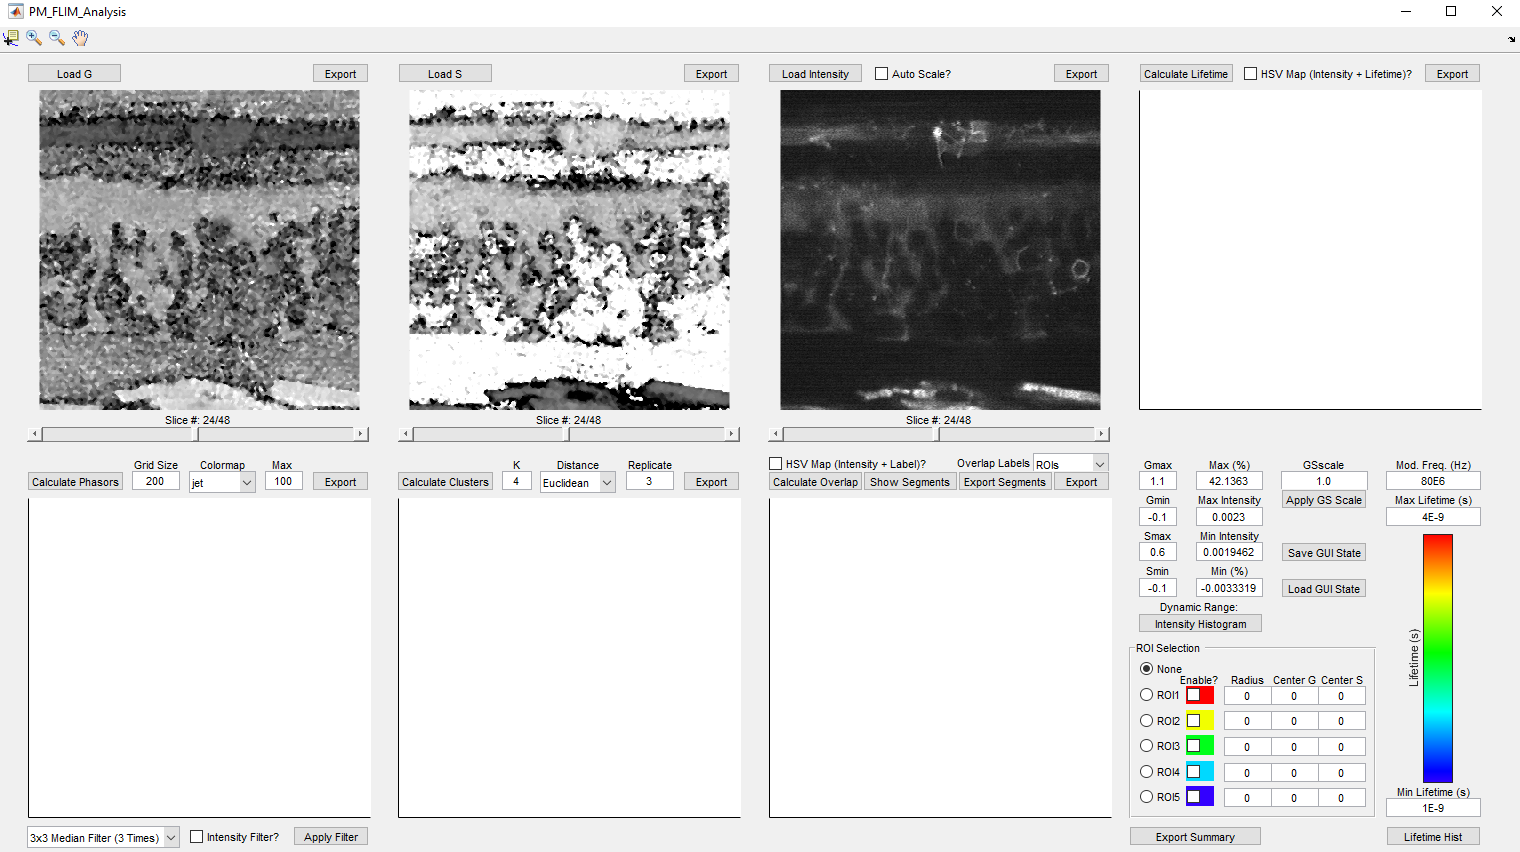 PM_FLIM_Analysis
Load G
Export
Load S
Export
Load Intensity
Auto Scale?
Export
Calculate Lifetime
HSV Map (Intensity + Lifetime)?
Export
Slice #: 24/48
Slice #: 24/48
Slice #: 24/48
Calculate Phasors
Grid Size
200
Colormap
jet
Max
100
Export
Calculate Clusters
K
4
Distance
Euclidean
Replicate
3
Export
HSV Map (Intensity + Label)?
Overlap Labels
ROIs
Calculate Overlap
Show Segments
Export Segments
Export
Gmax
1.1
Max (%)
42.1363
GSscale
1.0
Mod. Freq. (Hz)
80E6
Gmin
-0.1
Max Intensity
0.0023
Apply GS Scale
Max Lifetime (s)
4E-9
Smax
0.6
Min Intensity
0.0019462
Save GUI State
Smin
-0.1
Min (%)
-0.0033319
Load GUI State
Dynamic Range:
Intensity Histogram
ROI Selection
None
Enable?
Radius
Center G
Center S
ROI1
0
0
0
ROI2
0
0
0
ROI3
0
0
0
ROI4
0
0
0
ROI5
0
0
0
Lifetime (s)
Min Lifetime (s)
1E-9
3x3 Median Filter (3 Times)
Intensity Filter?
Apply Filter
Export Summary
Lifetime Hist